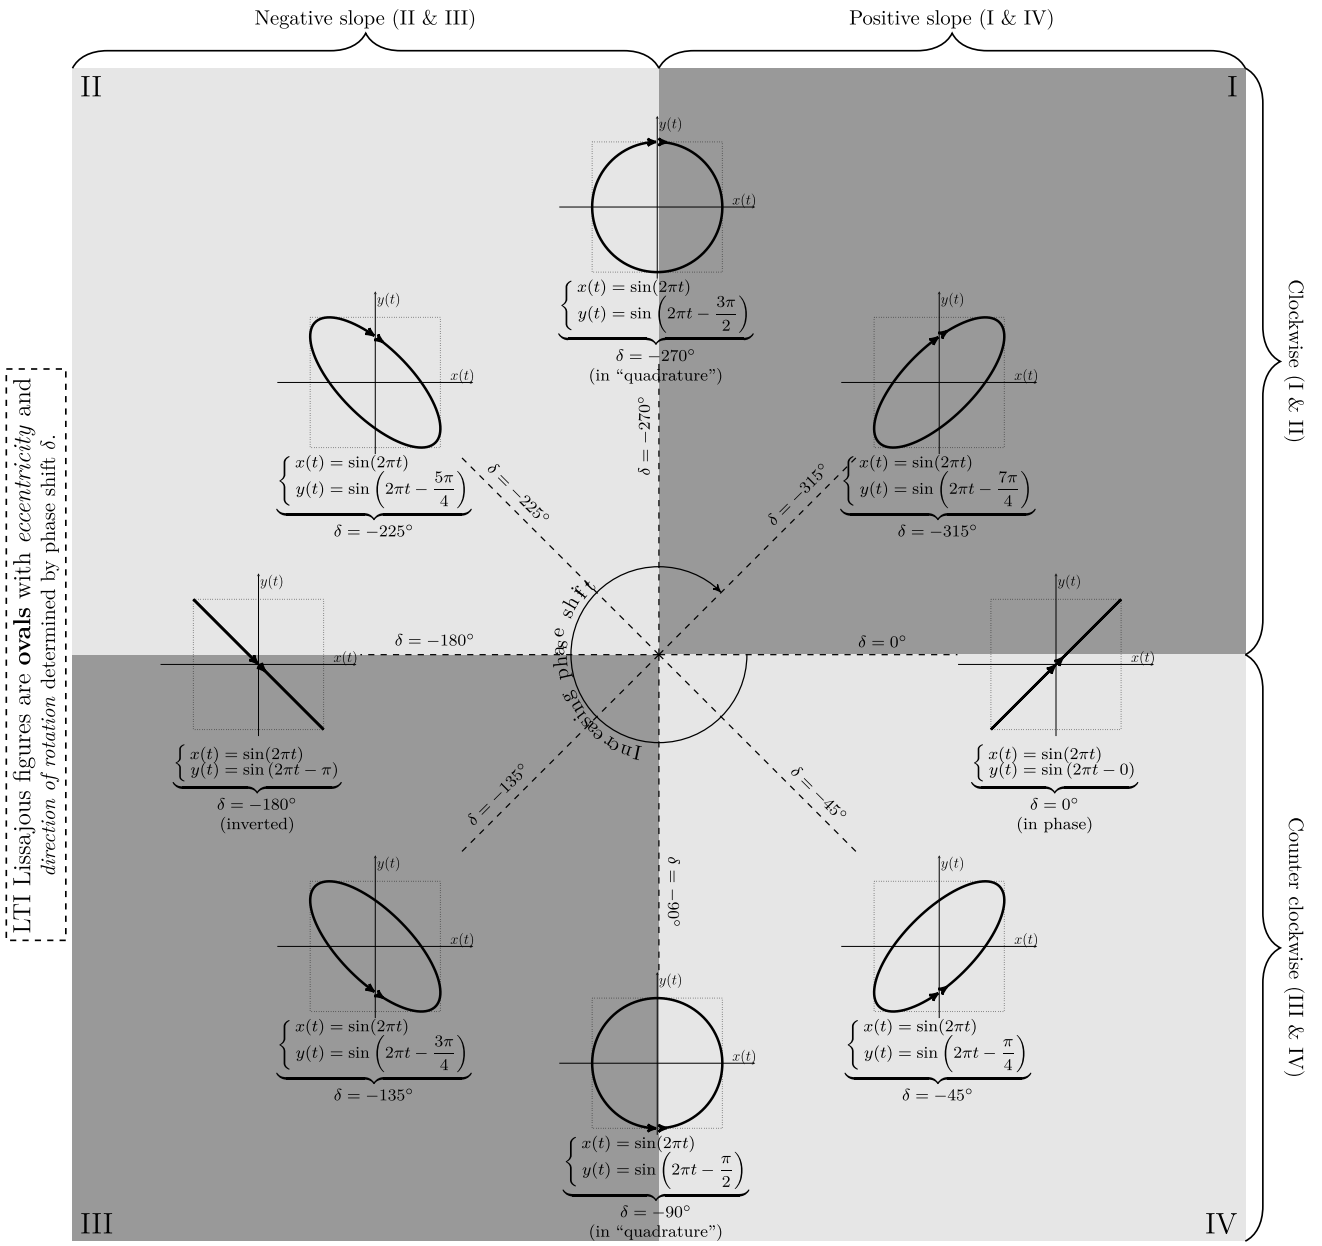 Negative slope (II & III)
Positive slope (I & IV)
II
I
y(t)
x(t)
x(t) = sin(2πt)
y(t) = sin (2πt − 3π/2)
δ = −270°
(in “quadrature”)
y(t)
x(t)
x(t) = sin(2πt)
y(t) = sin (2πt − 5π/4)
δ = −225°
y(t)
x(t)
x(t) = sin(2πt)
y(t) = sin (2πt − 7π/4)
δ = −315°
Clockwise (I & II)
LTI Lissajous figures are ovals with eccentricity and
direction of rotation determined by phase shift δ.
δ = −225°
δ = −270°
δ = −315°
y(t)
x(t)
x(t) = sin(2πt)
y(t) = sin (2πt − π)
δ = −180°
(inverted)
δ = −180°
Increasing phase shift
δ = 0°
y(t)
x(t)
x(t) = sin(2πt)
y(t) = sin (2πt − 0)
δ = 0°
(in phase)
δ = −135°
δ = −90°
δ = −45°
y(t)
x(t)
x(t) = sin(2πt)
y(t) = sin (2πt − 3π/4)
δ = −135°
y(t)
x(t)
x(t) = sin(2πt)
y(t) = sin (2πt − π/2)
δ = −90°
(in “quadrature”)
y(t)
x(t)
x(t) = sin(2πt)
y(t) = sin (2πt − π/4)
δ = −45°
Counter clockwise (III & IV)
III
IV